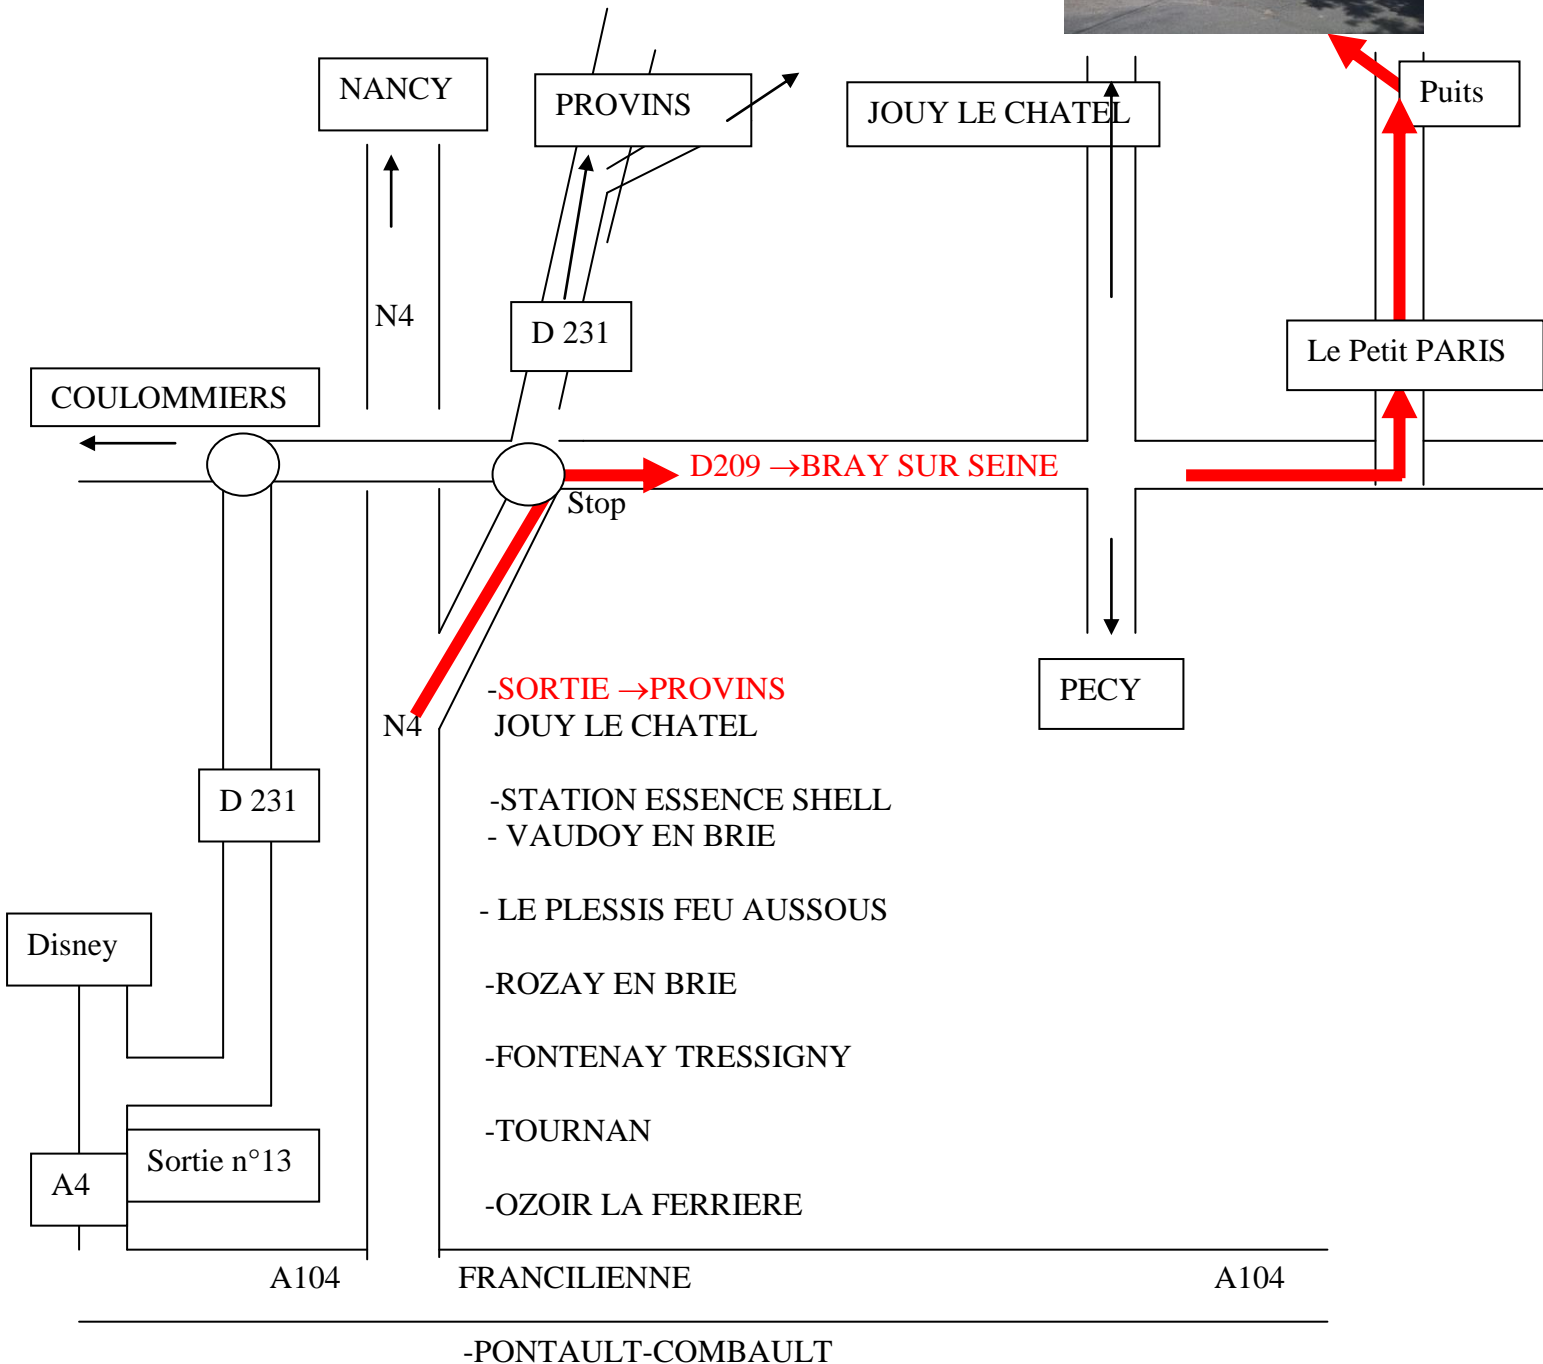 NANCY
PROVINS
JOUY LE CHATEL
Puits
N4
D 231
Le Petit PARIS
COULOMMIERS
D209 →BRAY SUR SEINE
Stop
-SORTIE →PROVINS
N4
JOUY LE CHATEL
PECY
D 231
-STATION ESSENCE SHELL
- VAUDOY EN BRIE
- LE PLESSIS FEU AUSSOUS
Disney
-ROZAY EN BRIE
-FONTENAY TRESSIGNY
-TOURNAN
Sortie n°13
A4
-OZOIR LA FERRIERE
A104 FRANCILIENNE A104
-PONTAULT-COMBAULT